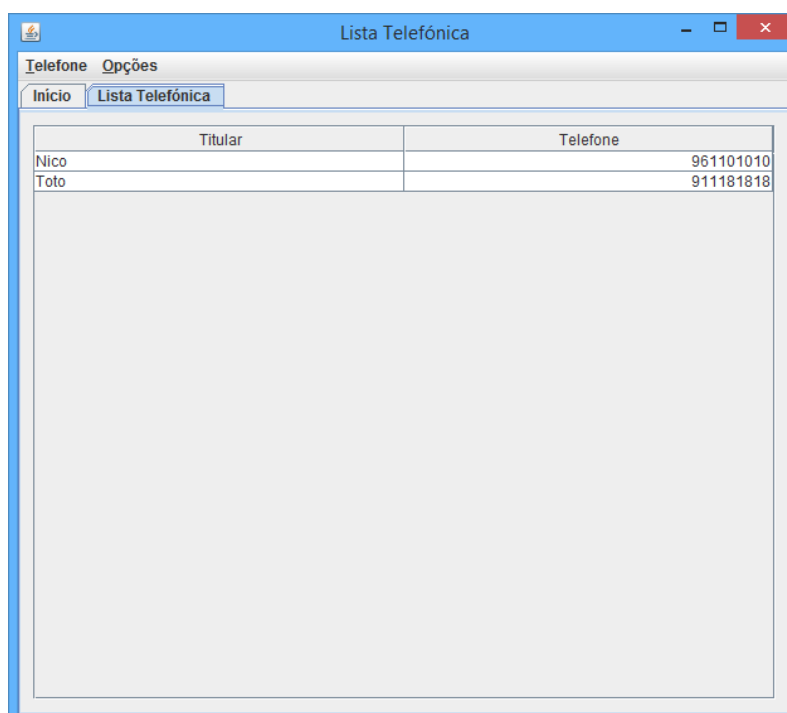 Lista Telefónica
Telefone Opções
Início Lista Telefónica
Titular Telefone
Nico 961101010
Toto 911181818